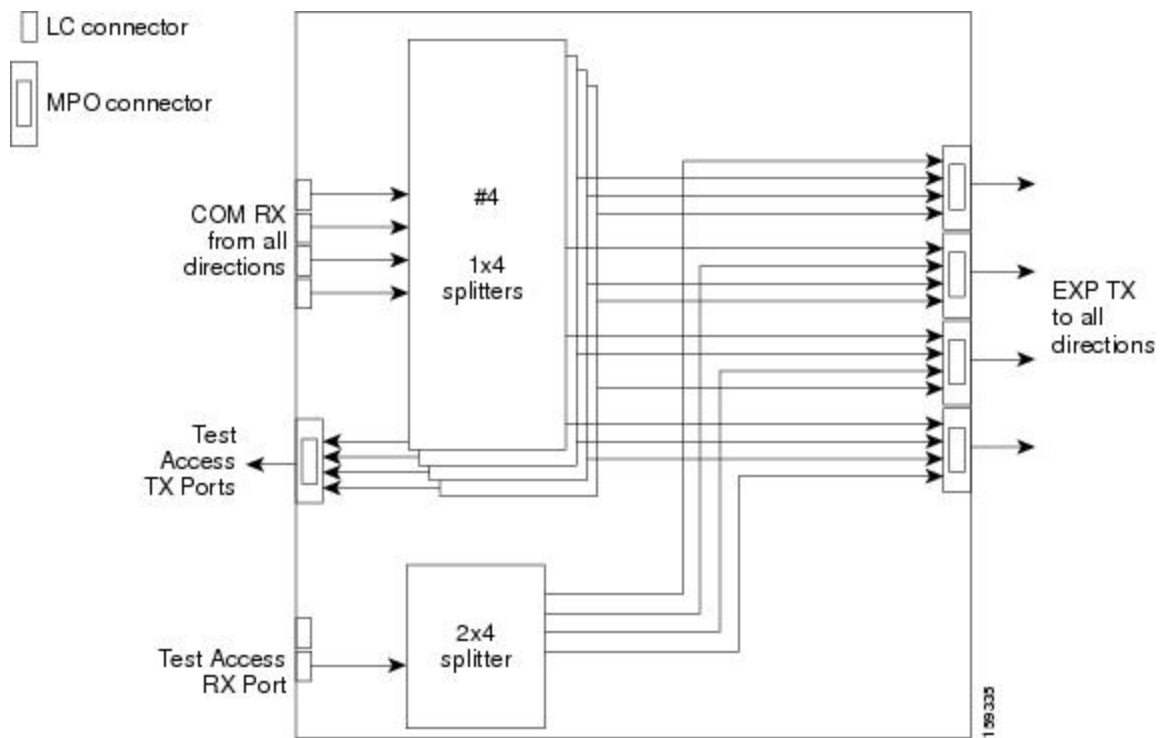 LC connector
MPO connector
#4
1x4
splitters
COM RX
from all
directions
EXP TX
to all
directions
Test
Access
TX Ports
2x4
splitter
Test Access
RX Port
159335